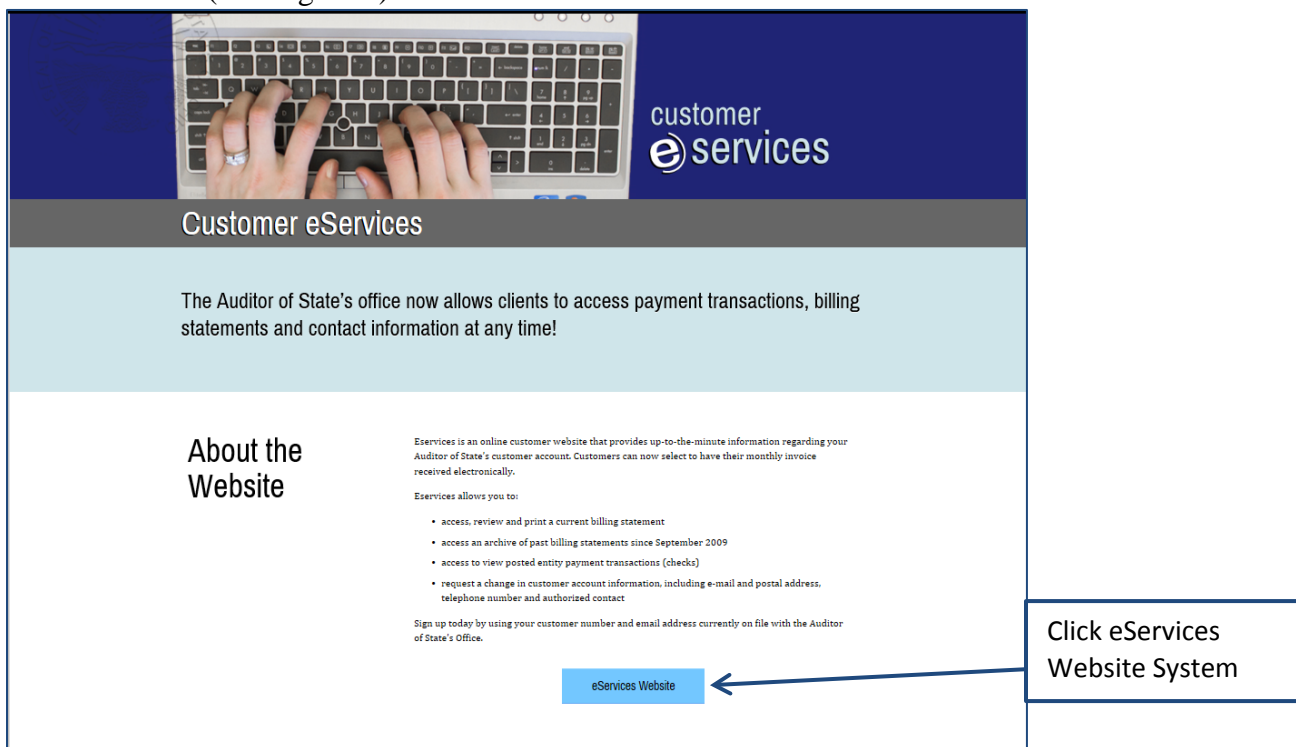 customer
eservices
Customer eServices
The Auditor of State's office now allows clients to access payment transactions, billing
statements and contact information at any time!
About the
Website
Eservices is an online customer website that provides up-to-the-minute information regarding your
Auditor of State's customer account. Customers can now select to have their monthly invoice
received electronically.
Eservices allows you to:
• access, review and print a current billing statement
• access an archive of past billing statements since September 2009
• access to view posted entity payment transactions (checks)
• request a change in customer account information, including e-mail and postal address,
telephone number and authorized contact
Sign up today by using your customer number and email address currently on file with the Auditor
of State's Office.
eServices Website
Click eServices
Website System